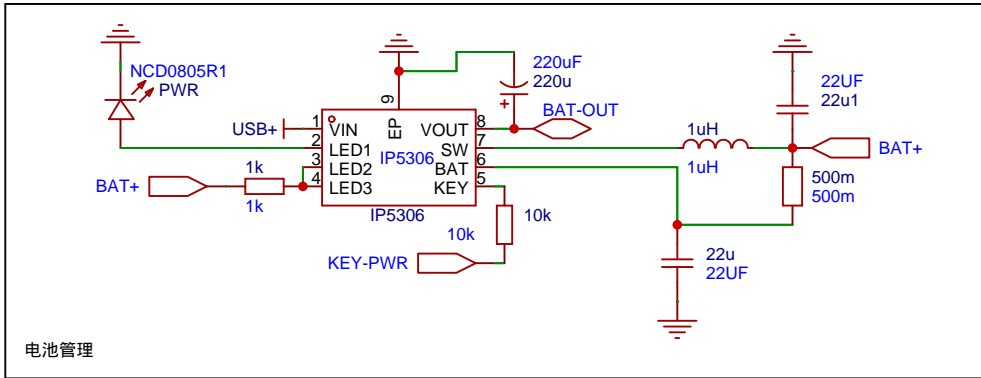 NCD0805R1
PWR
220uF
220u
BAT-OUT
22UF
22u1
USB+
1
VIN
2
LED1
3
LED2
4
LED3
9
EP
IP5306
VOUT
8
SW
7
BAT
6
KEY
5
IP5306
1uH
1uH
BAT+
500m
500m
BAT+
1k
1k
10k
10k
KEY-PWR
22u
22UF
电池管理